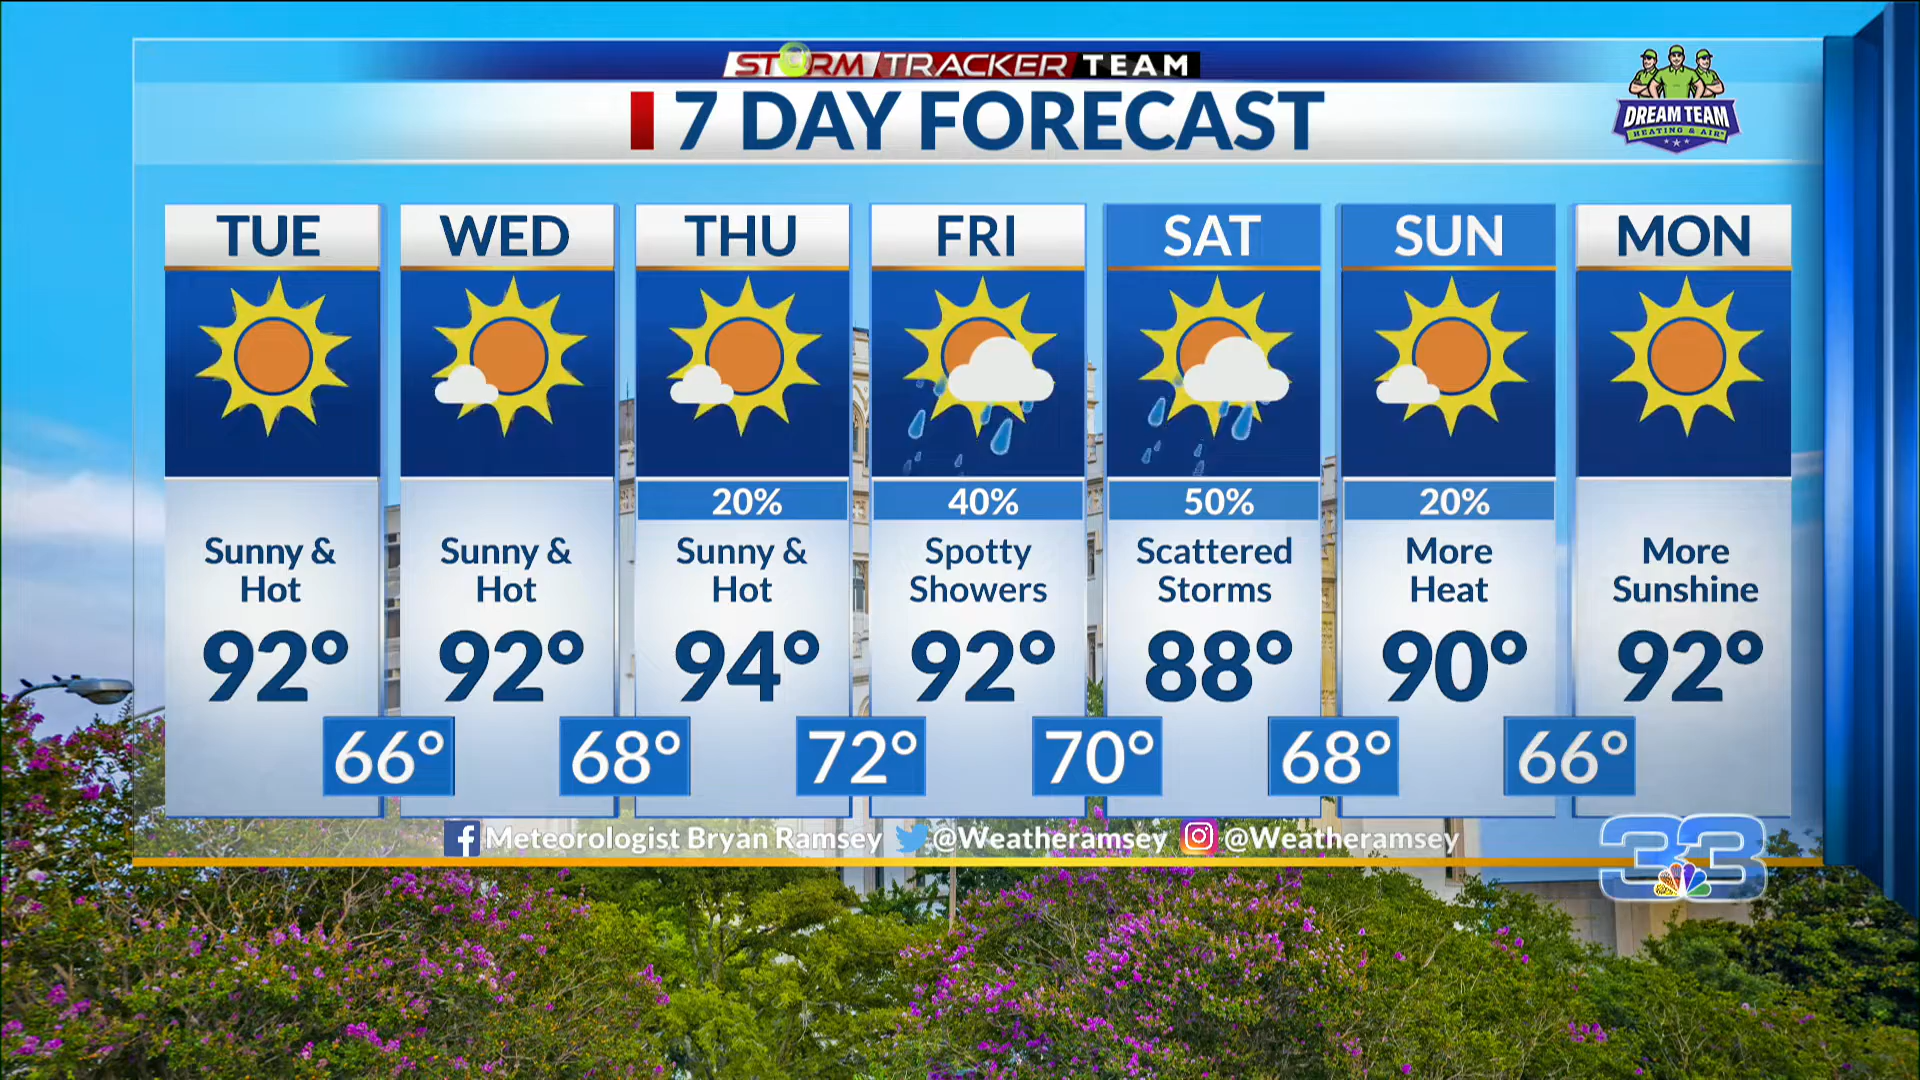 STORM TRACKER TEAM
7 DAY FORECAST
DREAM TEAM
HEATING & AIR
TUE WED THU FRI SAT SUN MON
20% 40% 50% 20%
Sunny &
Hot
Sunny &
Hot
Sunny &
Hot
Spotty
Showers
Scattered
Storms
More
Heat
More
Sunshine
92° 92° 94° 92° 88° 90° 92°
66° 68° 72° 70° 68° 66°
Meteorologist Bryan Ramsey @Weatheramsey @Weatheramsey
33